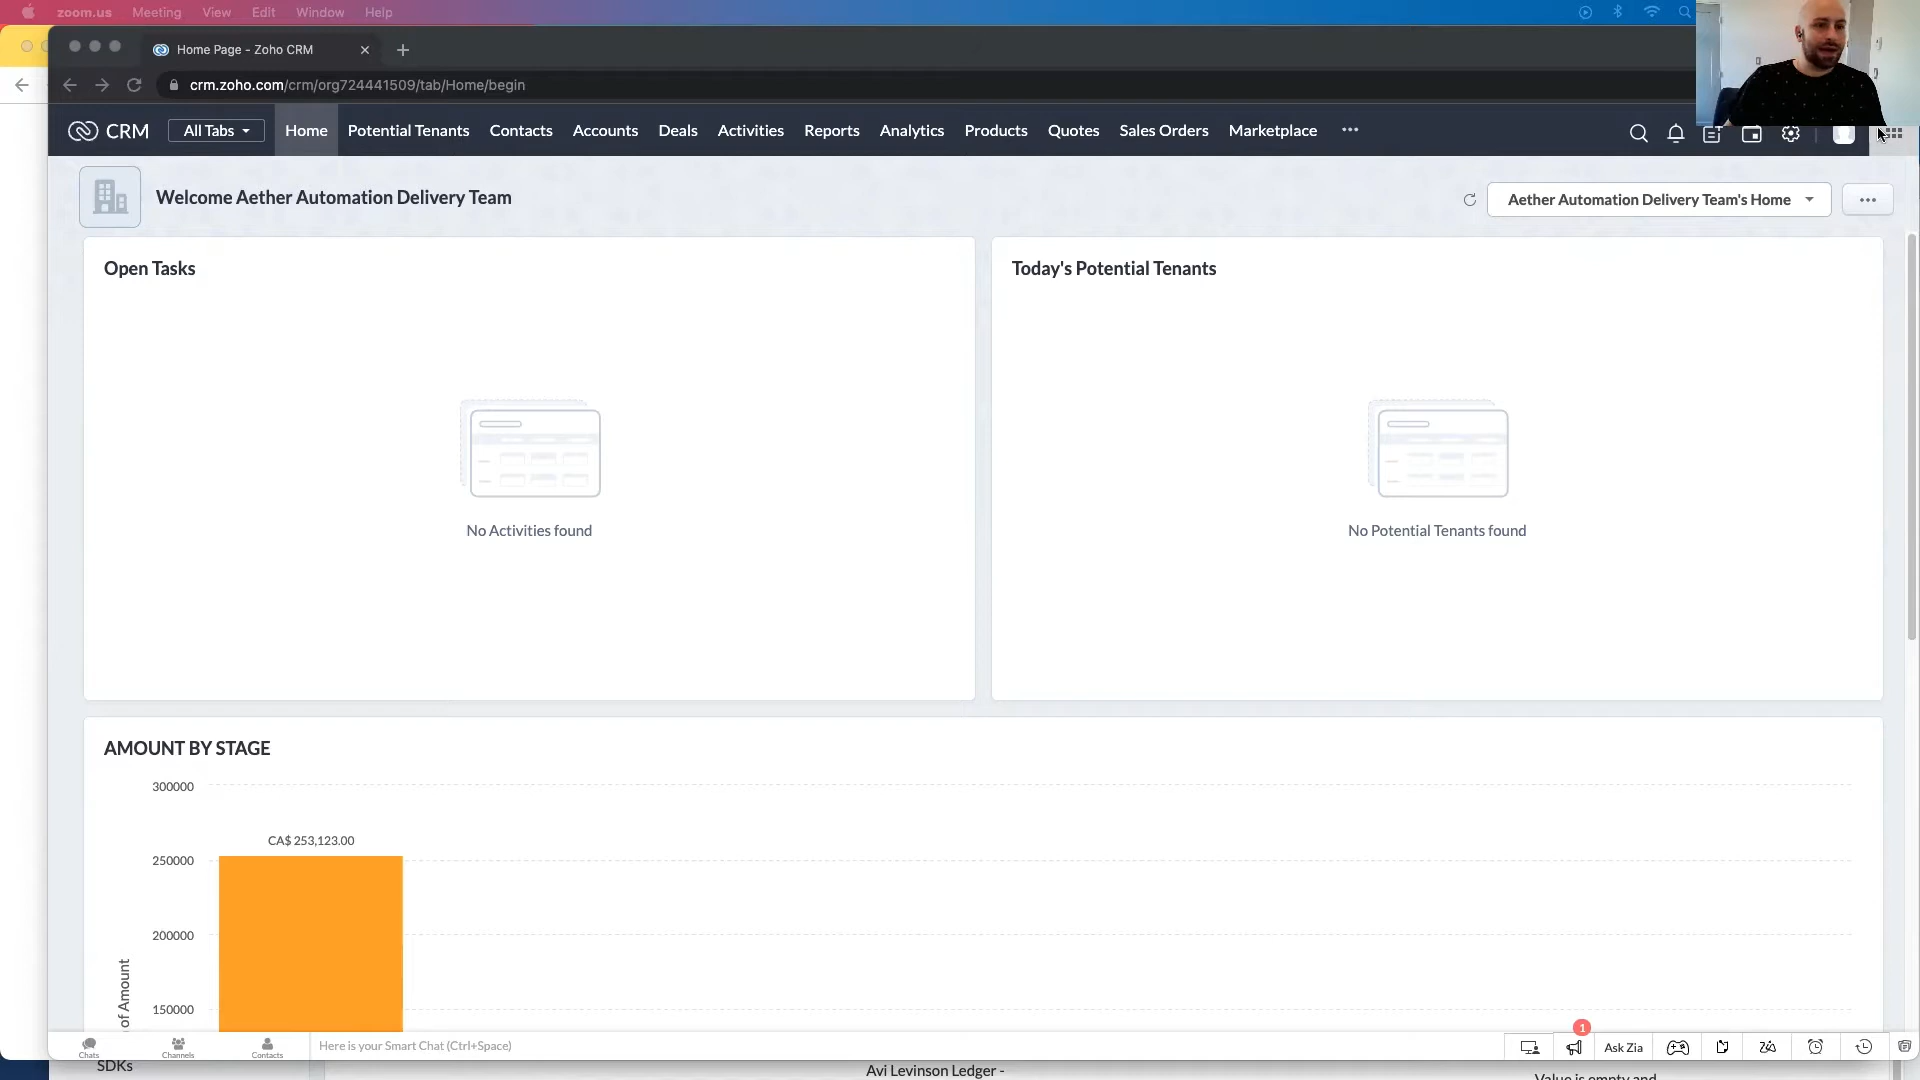 zoom.us Meeting View Edit Window Help
Home Page - Zoho CRM
crm.zoho.com/crm/org724441509/tab/Home/begin
CRM All Tabs Home Potential Tenants Contacts Accounts Deals Activities Reports Analytics Products Quotes Sales Orders Marketplace
Welcome Aether Automation Delivery Team
Aether Automation Delivery Team's Home
Open Tasks
Today's Potential Tenants
No Activities found
No Potential Tenants found
AMOUNT BY STAGE
300000
CA$ 253,123.00
250000
200000
150000
of Amount
1
Chats Channels Contacts Here is your Smart Chat (Ctrl+Space) Ask Zia
SDKs
Avi Levinson Ledger -
Value is empty and